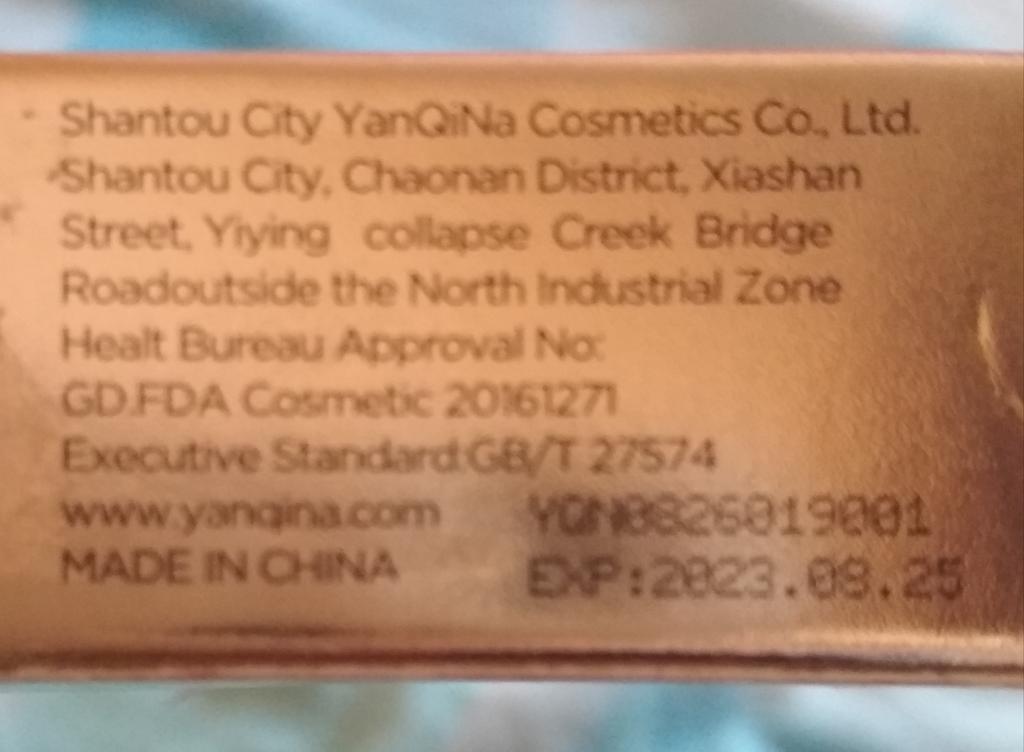 Shantou City YanQiNa Cosmetics Co., Ltd.
Shantou City, Chaonan District, Xiashan
Street, Yiying collapse Creek Bridge
Roadoutside the North Industrial Zone
Healt Bureau Approval No:
GD.FDA Cosmetic 20161271
Executive Standard:GB/T 27574
www.yanqina.com YQN0826019001
MADE IN CHINA EXP:2023.08.25